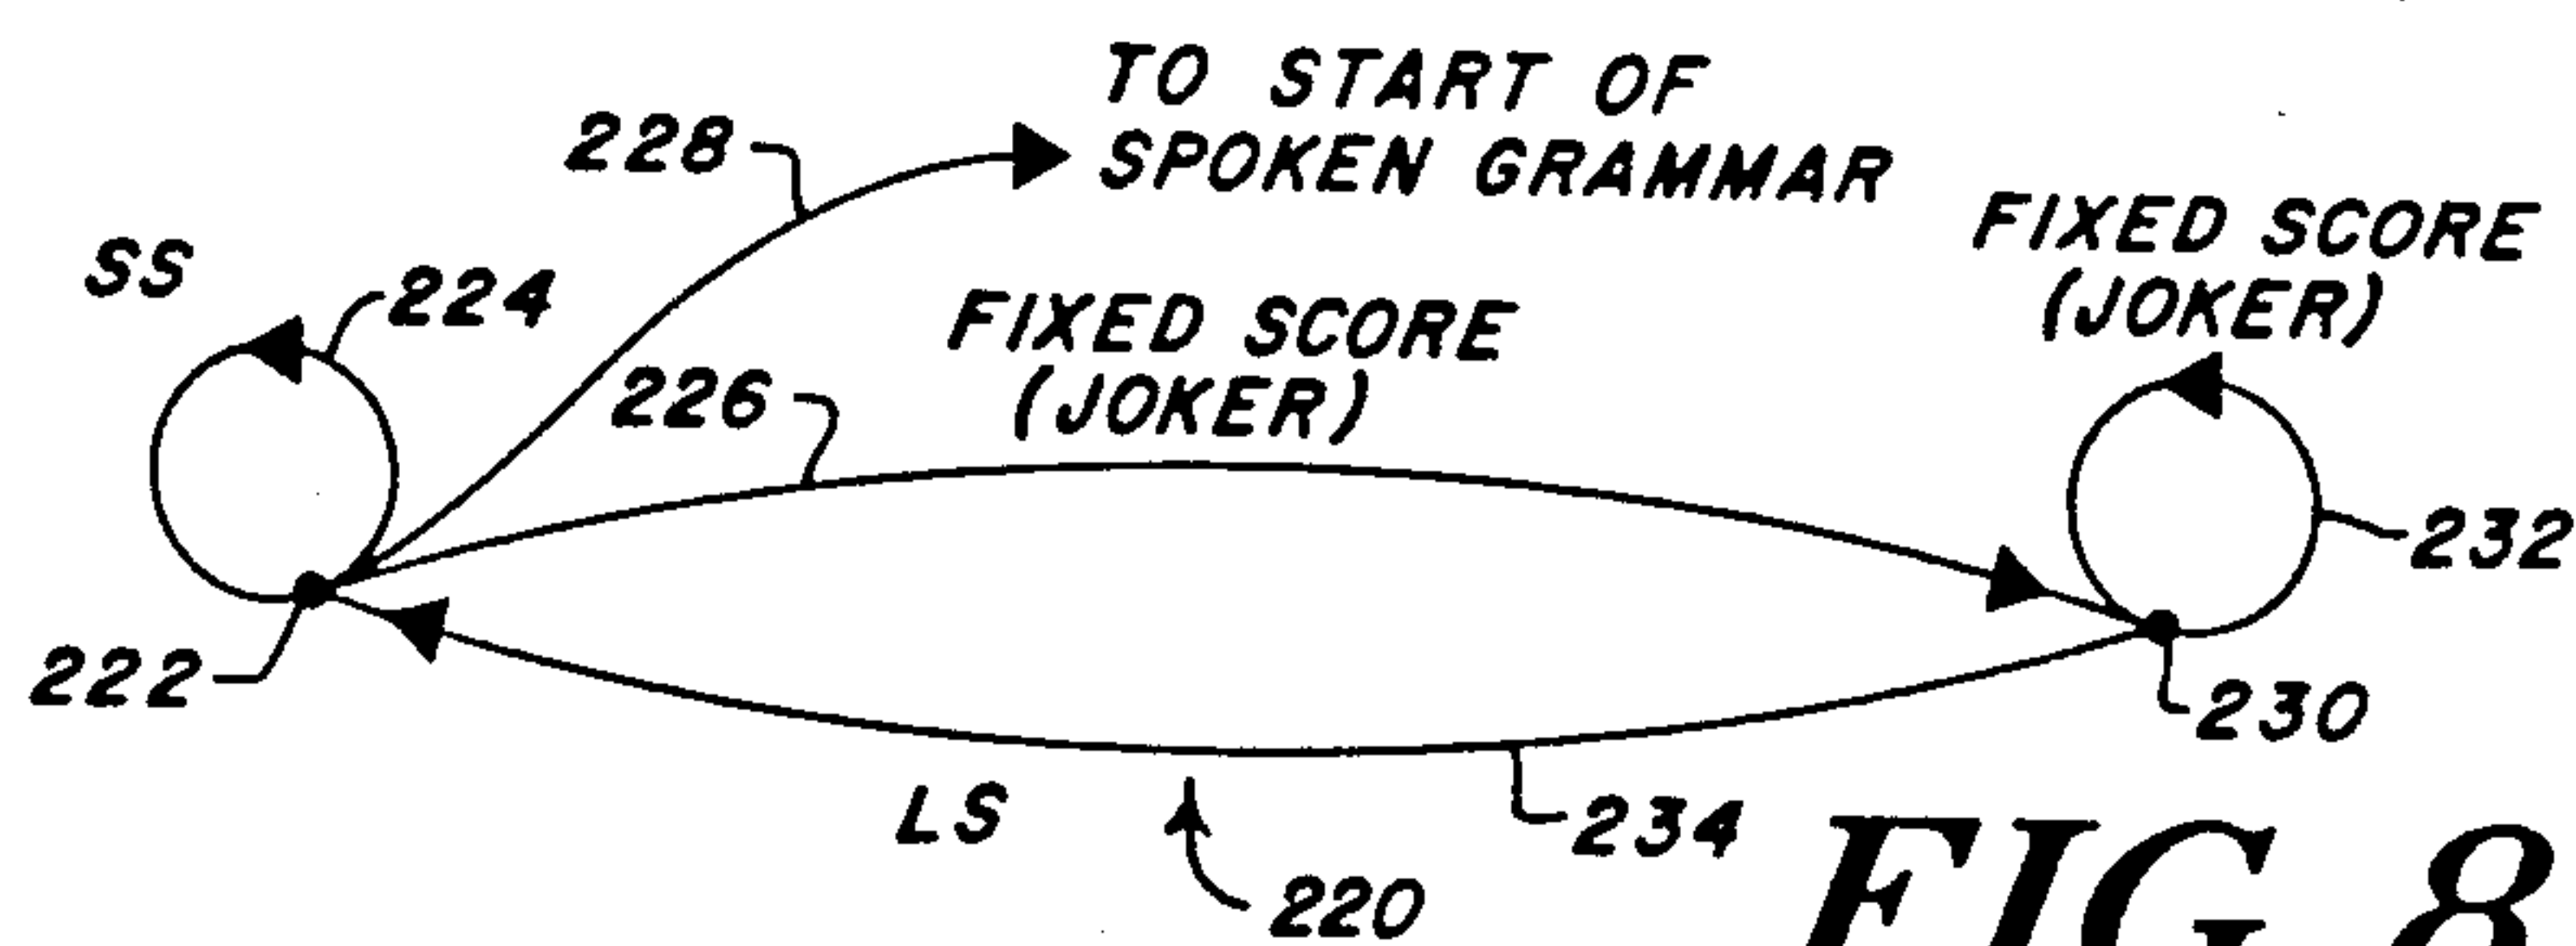 TO START OF
SPOKEN GRAMMAR
228
SS
224
FIXED SCORE
(JOKER)
FIXED SCORE
(JOKER)
226
232
222
230
LS
234
220
FIG. 8